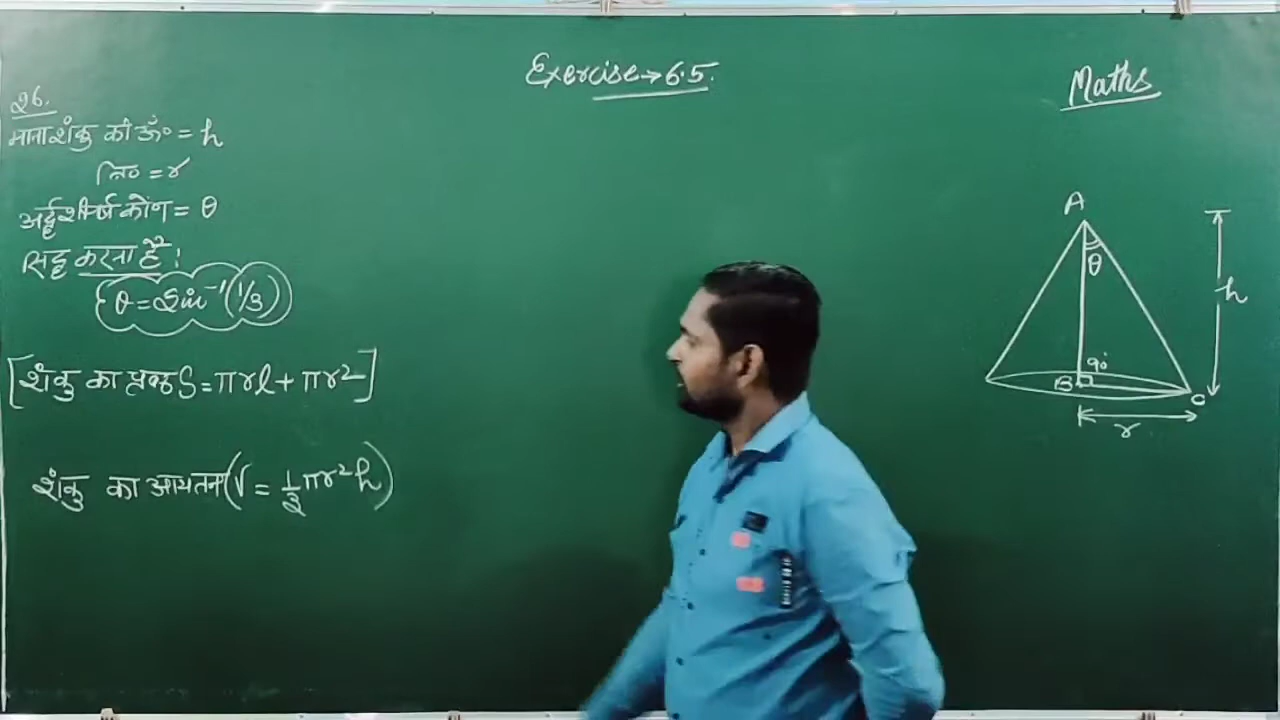 Exercise→6.5.
Maths
26.
माना शंकु की ऊँ० = h
त्रि० = r
अर्द्धशीर्ष कोण = θ
सिद्ध करना है:
θ = Sin⁻¹(1/3)
[शंकु का पृष्ठ S = πrl + πr²]
शंकु का आयतन (V = 1/3 πr²h)
A
θ
h
90°
B
C
r